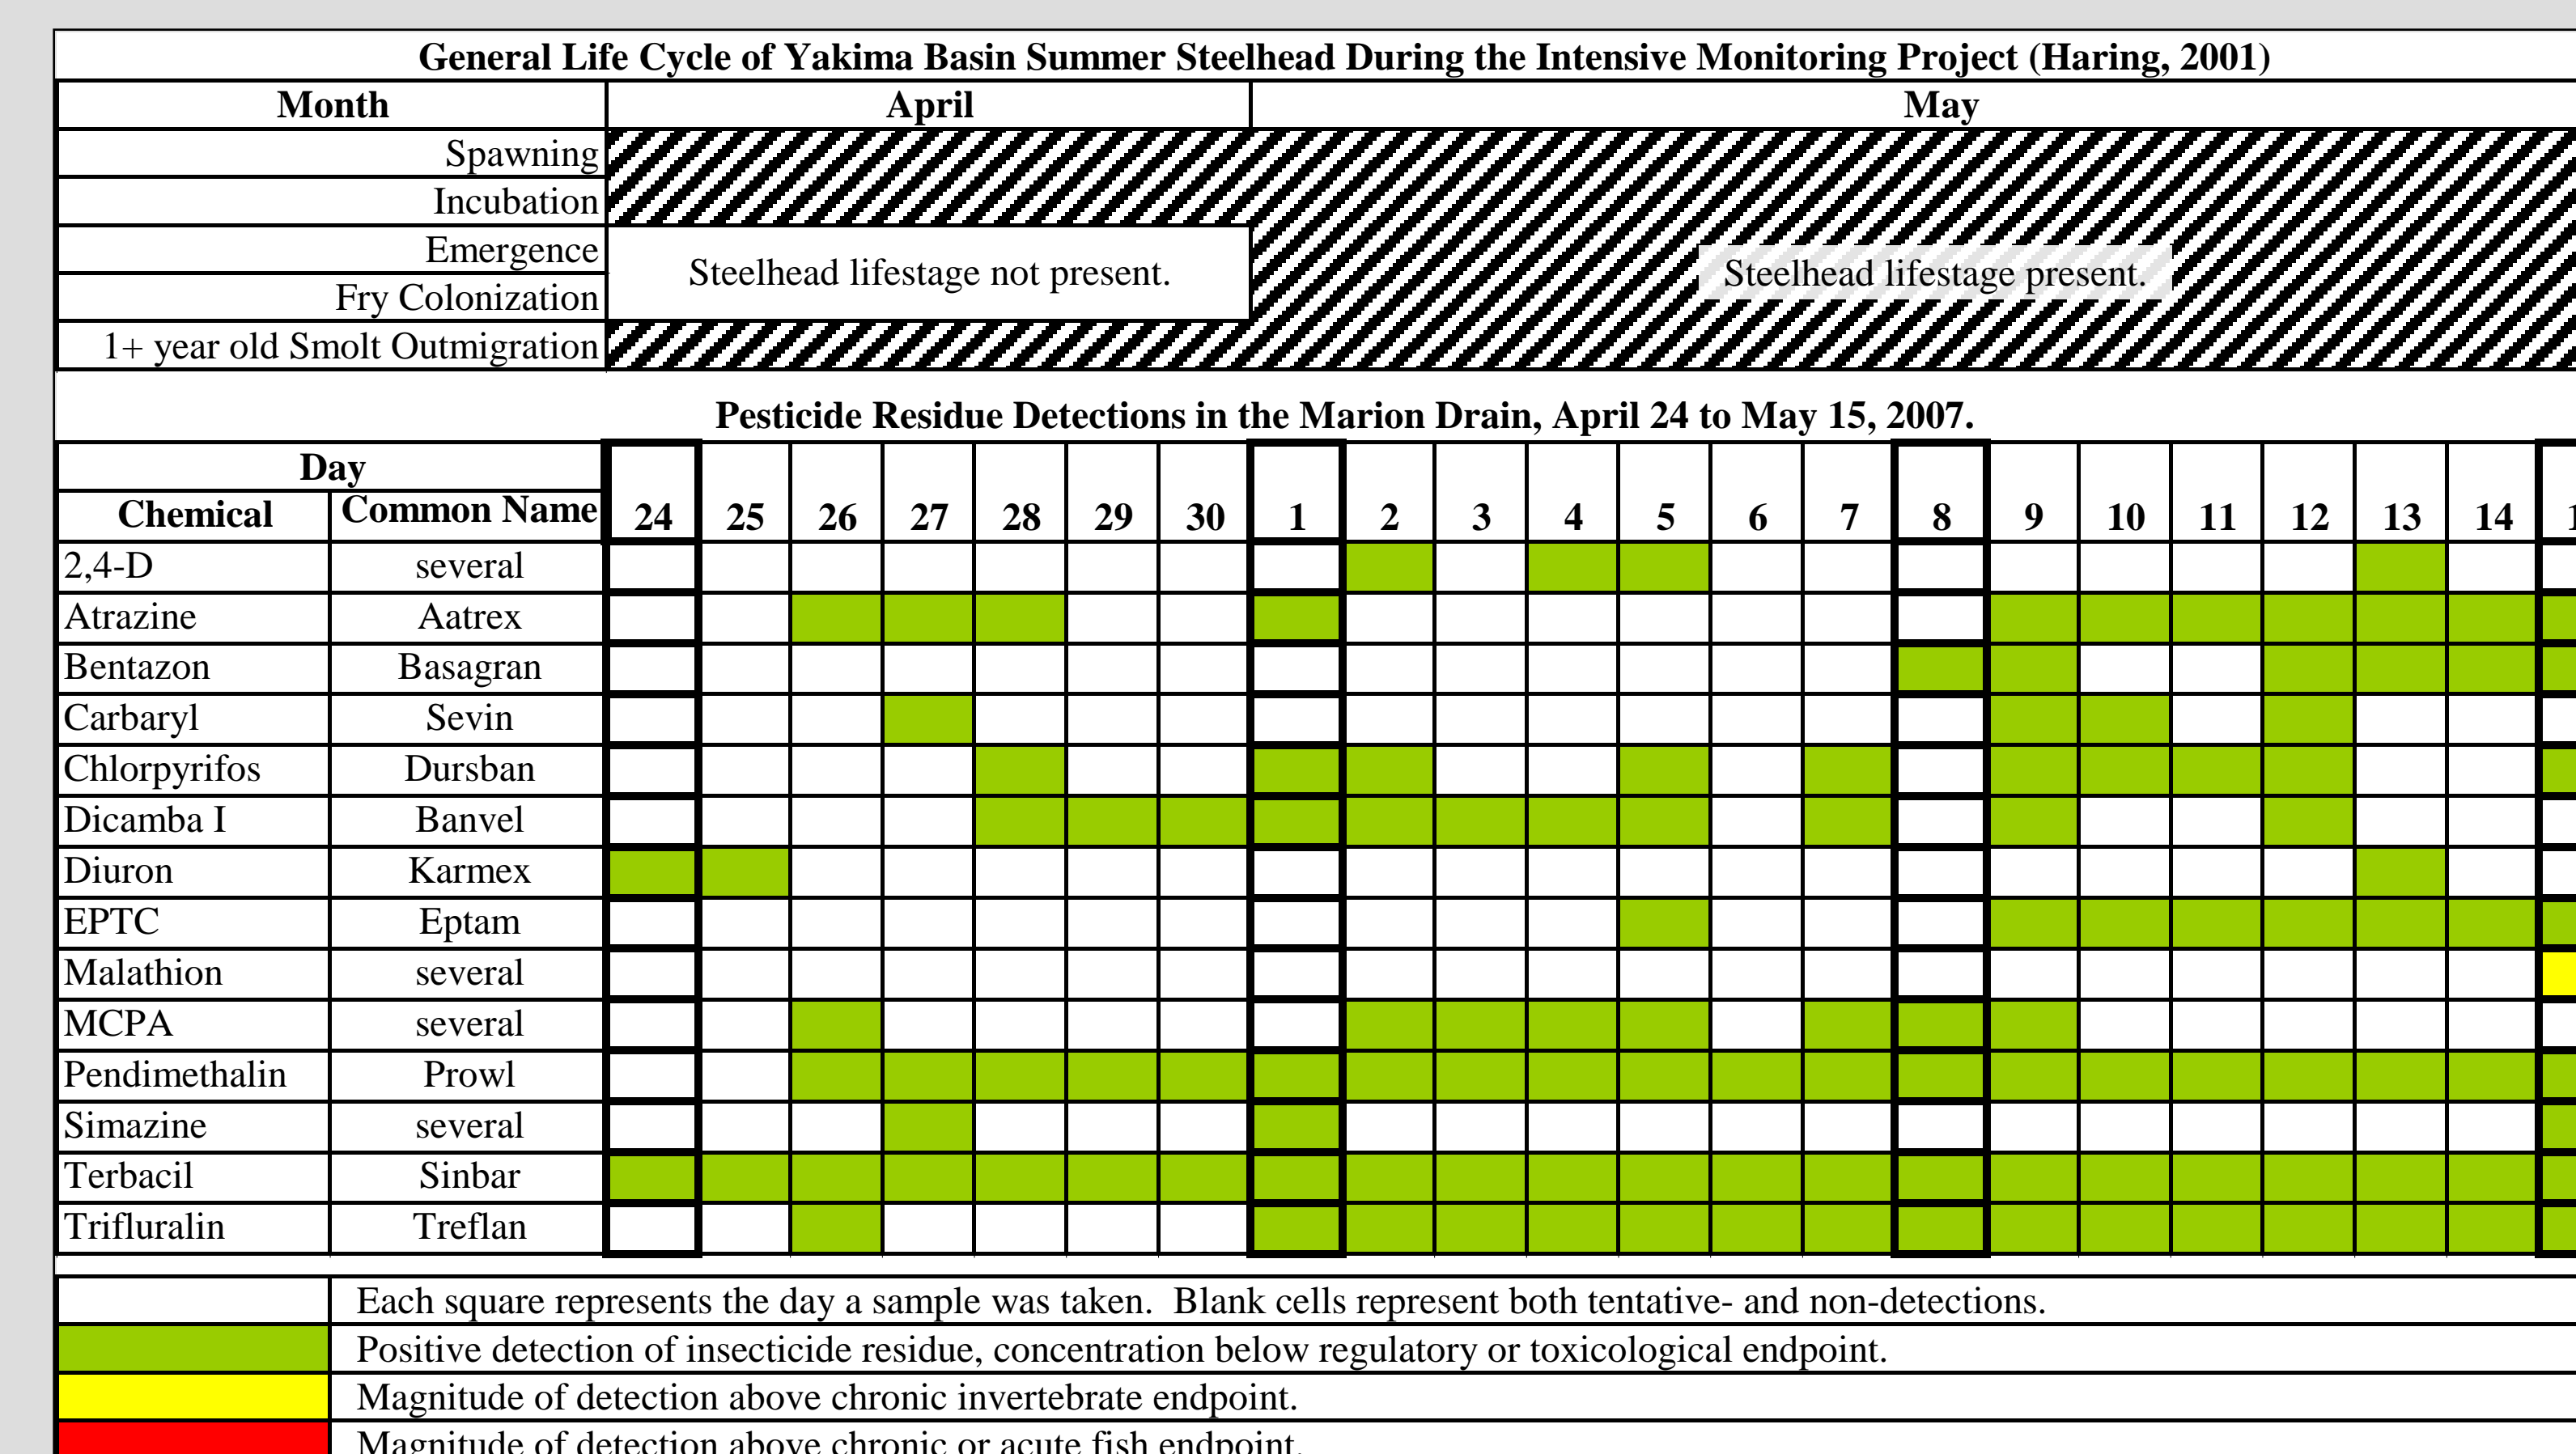 General Life Cycle of Yakima Basin Summer Steelhead During the Intensive Monitoring Project (Haring, 2001)
Month April May
Spawning
Incubation
Emergence
Steelhead lifestage not present. Steelhead lifestage present.
Fry Colonization
1+ year old Smolt Outmigration
Pesticide Residue Detections in the Marion Drain, April 24 to May 15, 2007.
Day
Chemical Common Name 24 25 26 27 28 29 30 1 2 3 4 5 6 7 8 9 10 11 12 13 14
2,4-D several
Atrazine Aatrex
Bentazon Basagran
Carbaryl Sevin
Chlorpyrifos Dursban
Dicamba I Banvel
Diuron Karmex
EPTC Eptam
Malathion several
MCPA several
Pendimethalin Prowl
Simazine several
Terbacil Sinbar
Trifluralin Treflan
Each square represents the day a sample was taken.  Blank cells represent both tentative- and non-detections.
Positive detection of insecticide residue, concentration below regulatory or toxicological endpoint.
Magnitude of detection above chronic invertebrate endpoint.
Magnitude of detection above chronic or acute fish endpoint.